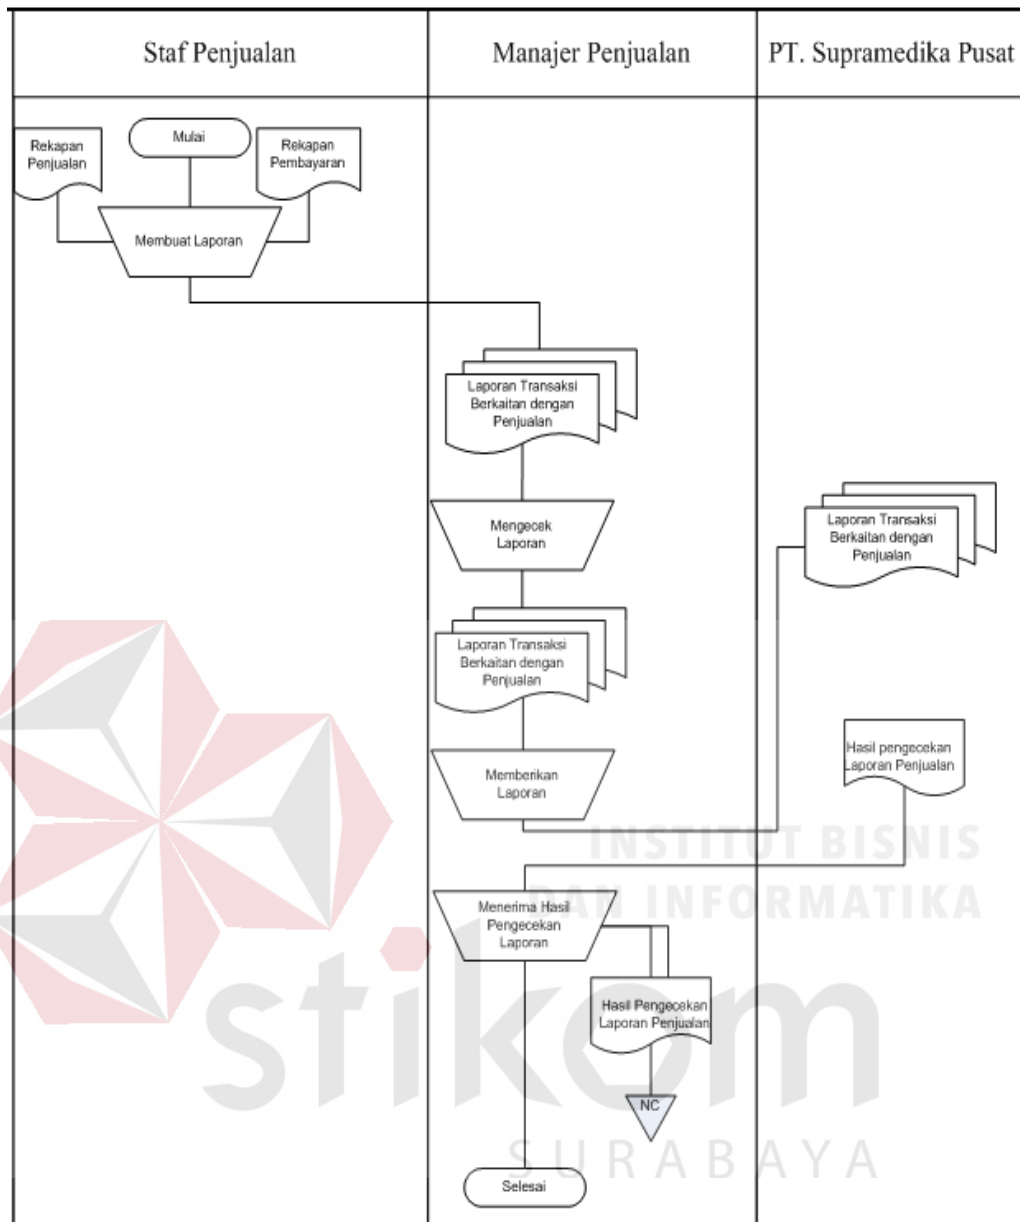 Staf Penjualan
Manajer Penjualan
PT. Supramedika Pusat
Rekapan
Penjualan
Mulai
Rekapan
Pembayaran
Membuat Laporan
Laporan Transaksi
Berkaitan dengan
Penjualan
Mengecek
Laporan
Laporan Transaksi
Berkaitan dengan
Penjualan
Laporan Transaksi
Berkaitan dengan
Penjualan
Memberikan
Laporan
Hasil pengecekan
Laporan Penjualan
INSTITUT BISNIS
DAN INFORMATIKA
Menerima Hasil
Pengecekan
Laporan
stikom
Hasil Pengecekan
Laporan Penjualan
NC
SURABAYA
Selesai